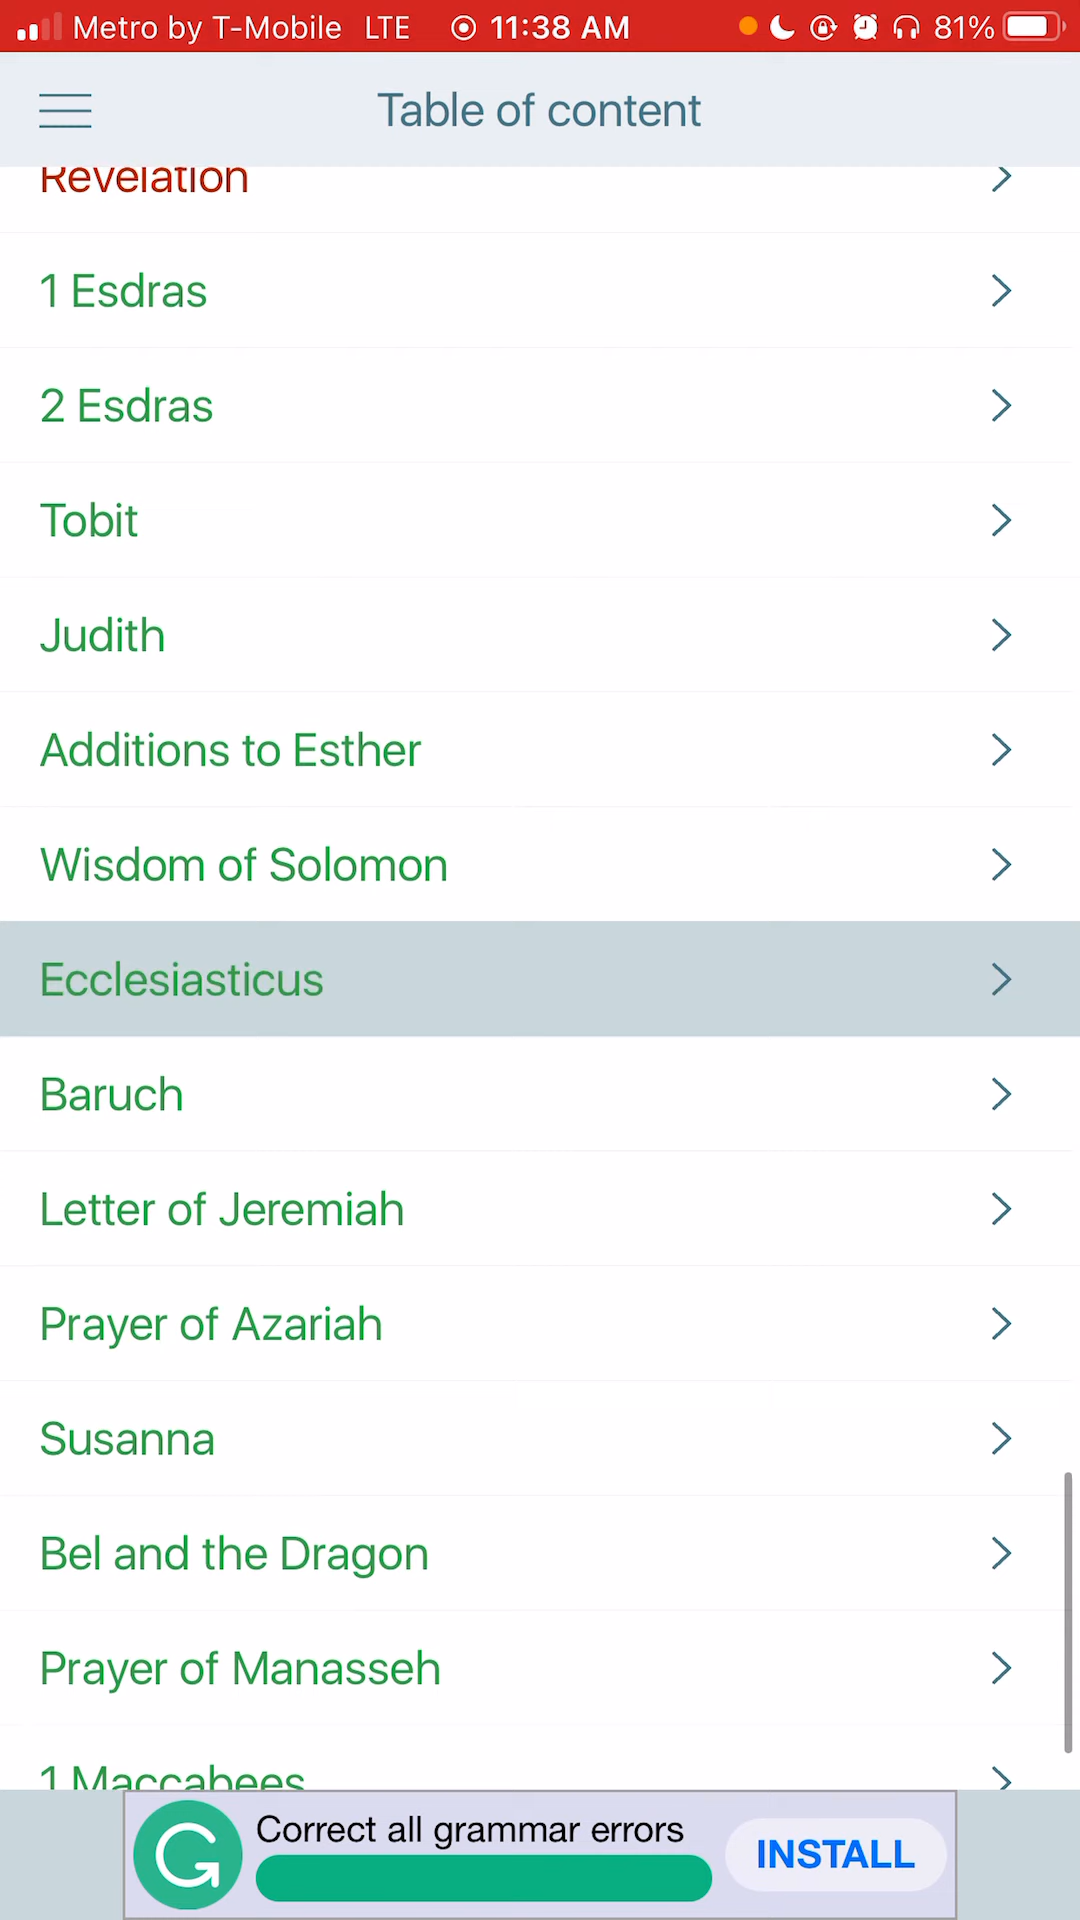 Metro by T-Mobile LTE 11:38 AM 81%
Table of content
Revelation
1 Esdras
2 Esdras
Tobit
Judith
Additions to Esther
Wisdom of Solomon
Ecclesiasticus
Baruch
Letter of Jeremiah
Prayer of Azariah
Susanna
Bel and the Dragon
Prayer of Manasseh
1 Maccabees
Correct all grammar errors
INSTALL